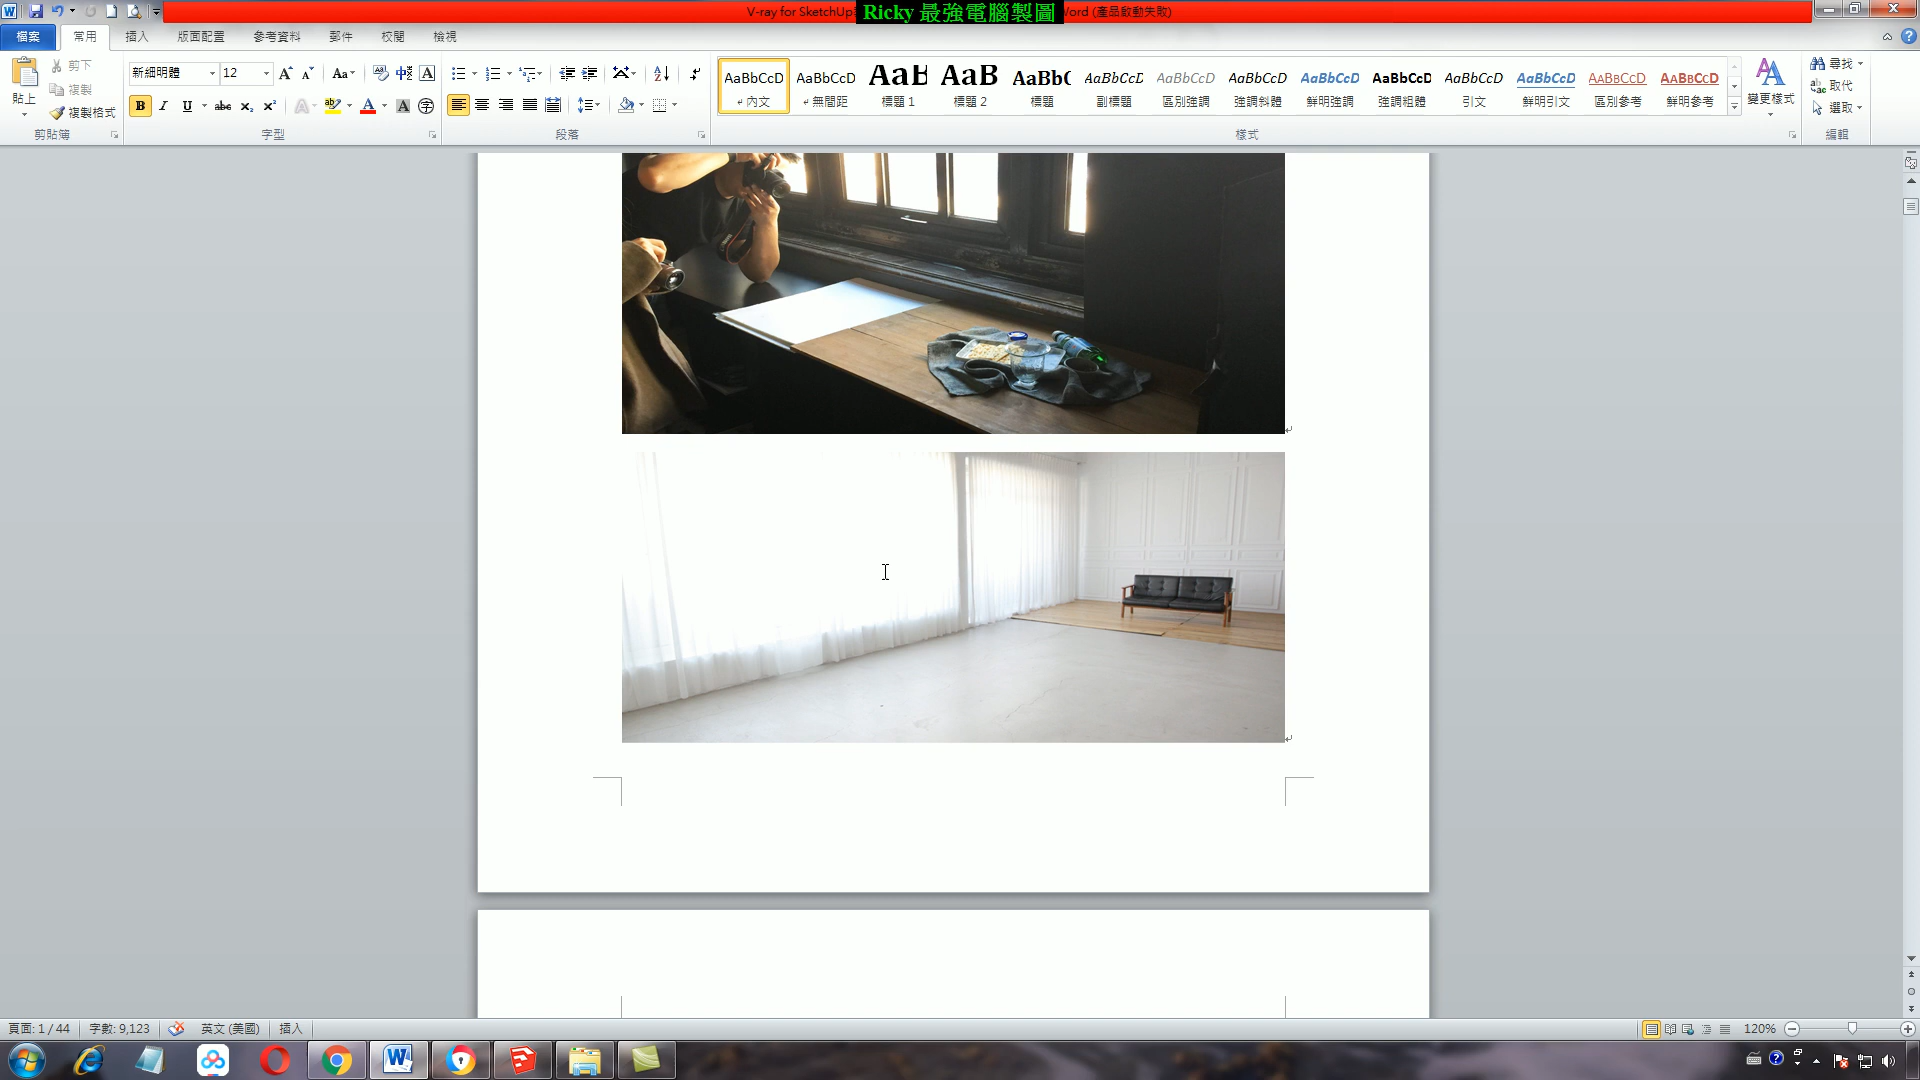 V-ray for SketchUp
Ricky 最強電腦製圖
Word (產品啟動失敗)
檔案 常用 插入 版面配置 參考資料 郵件 校閱 檢視
貼上
剪下
複製
複製格式
剪貼簿
新細明體 12
字型
段落
AaBbCcD AaBbCcD AaB AaB AaBbC AaBbCcD AaBbCcD AaBbCcD AaBbCcD AaBbCcD AaBbCcD AaBbCcD AaBbCcD AaBbCcD
內文 無間距 標題 1 標題 2 標題 副標題 區別強調 強調斜體 鮮明強調 強調粗體 引文 鮮明引文 區別參考 鮮明參考
樣式
變更樣式
尋找
取代
選取
編輯
頁面: 1 / 44 字數: 9,123 英文 (美國) 插入 120%